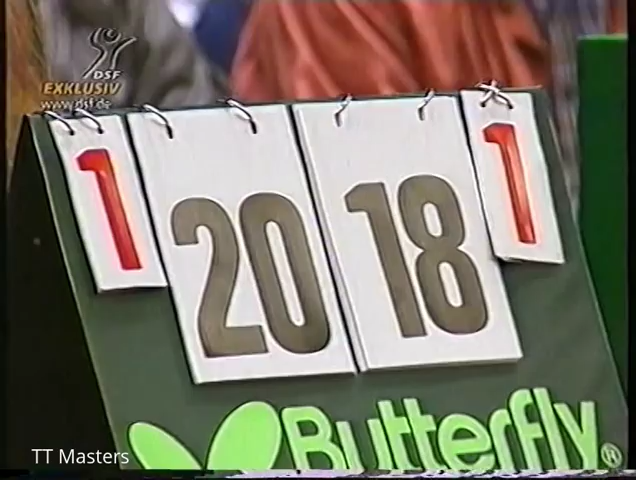 DSF
EXKLUSIV
www.dsf.de
1 20 18 1
Butterfly®
TT Masters